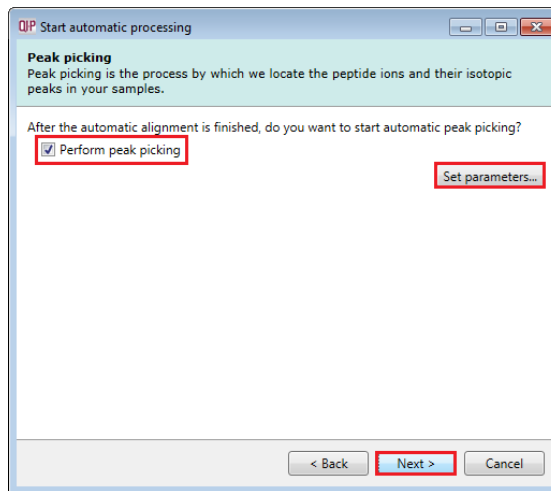 QIP Start automatic processing
Peak picking
Peak picking is the process by which we locate the peptide ions and their isotopic
peaks in your samples.
After the automatic alignment is finished, do you want to start automatic peak picking?
Perform peak picking
Set parameters...
< Back Next > Cancel